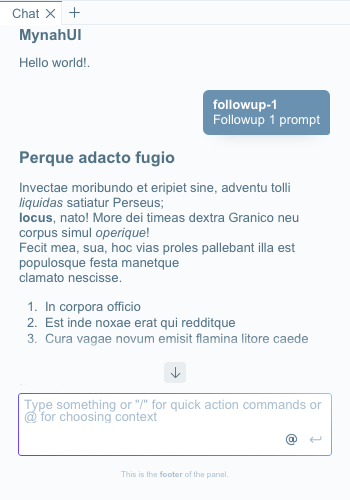 Chat
MynahUI
Hello world!.
followup-1
Followup 1 prompt
Perque adacto fugio
Invectae moribundo et eripiet sine, adventu tolli
liquidas satiatur Perseus;
locus, nato! More dei timeas dextra Granico neu
corpus simul operique!
Fecit mea, sua, hoc vias proles pallebant illa est
populosque festa manetque
clamato nescisse.
1. In corpora officio
2. Est inde noxae erat qui redditque
3. Cura vagae novum emisit flamina litore caede
Type something or "/" for quick action commands or
@ for choosing context
@
This is the footer of the panel.